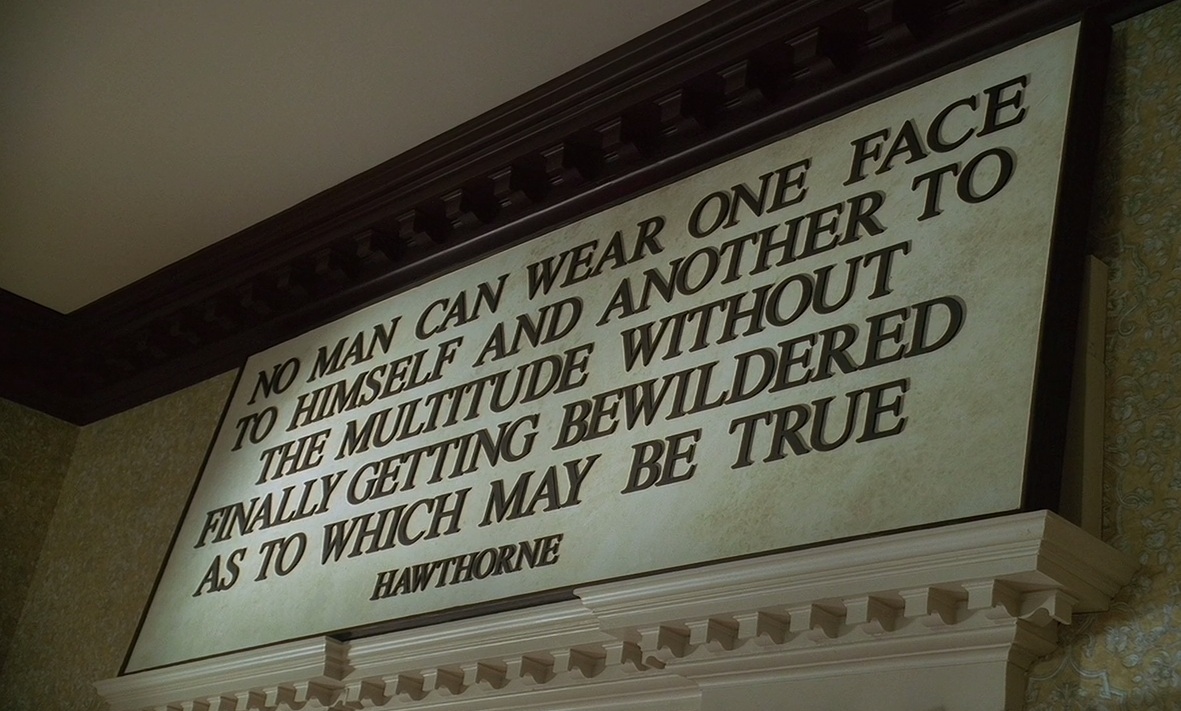 NO MAN CAN WEAR ONE FACE
TO HIMSELF AND ANOTHER TO
THE MULTITUDE WITHOUT
FINALLY GETTING BEWILDERED
AS TO WHICH MAY BE TRUE
HAWTHORNE